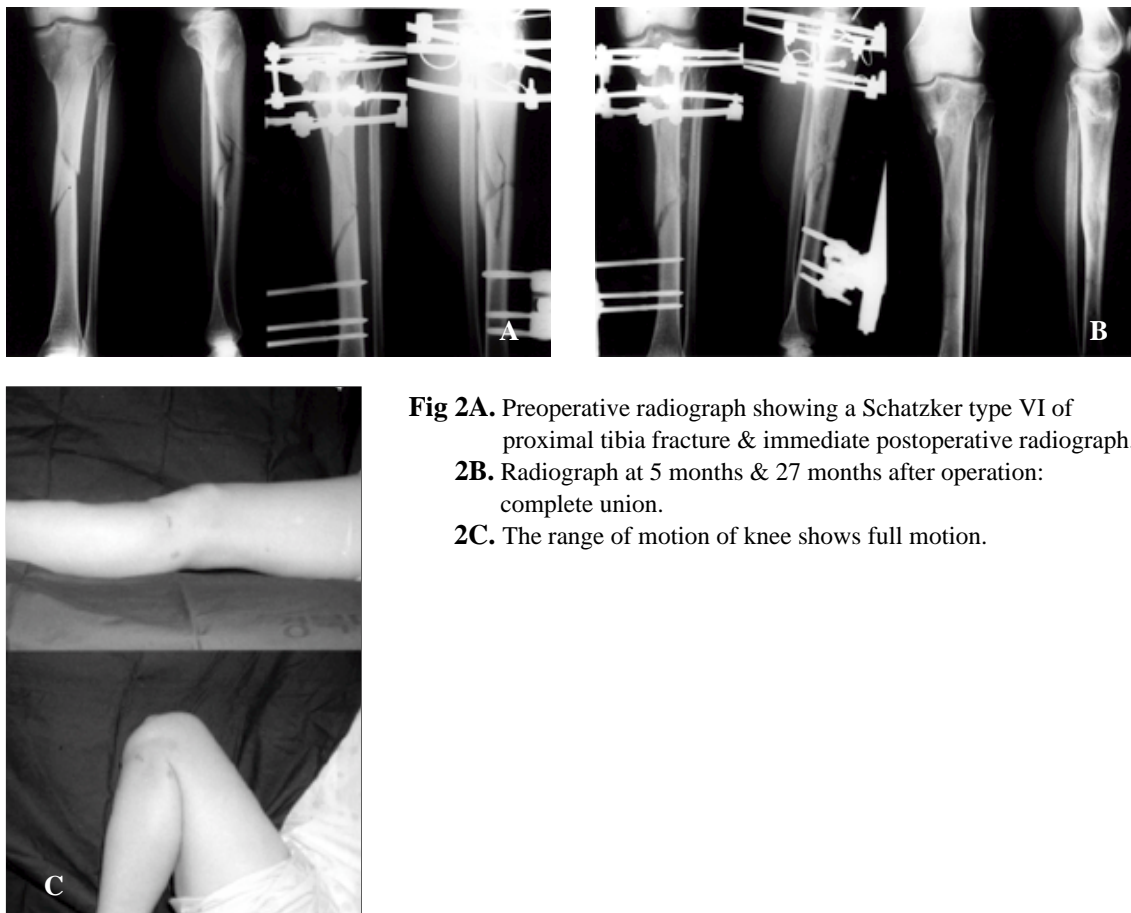 A
B
Fig 2A. Preoperative radiograph showing a Schatzker type VI of
proximal tibia fracture & immediate postoperative radiograph.
2B. Radiograph at 5 months & 27 months after operation:
complete union.
2C. The range of motion of knee shows full motion.
C